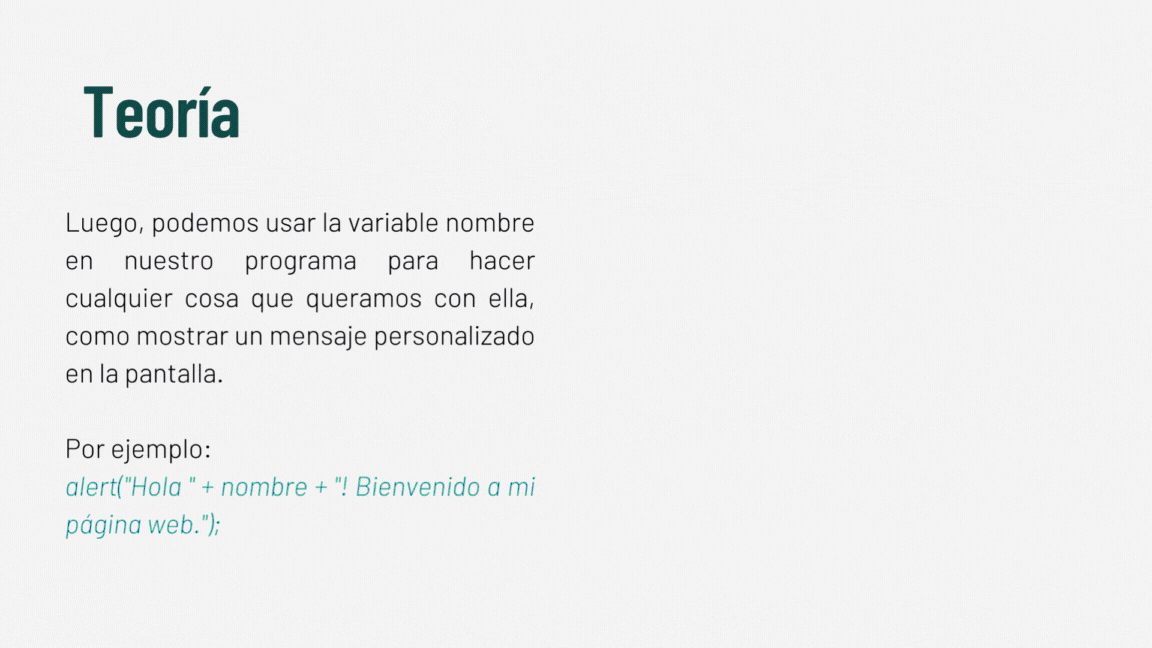 Teoría
Luego, podemos usar la variable nombre
en nuestro programa para hacer
cualquier cosa que queramos con ella,
como mostrar un mensaje personalizado
en la pantalla.
Por ejemplo:
alert("Hola " + nombre + "! Bienvenido a mi
página web.");